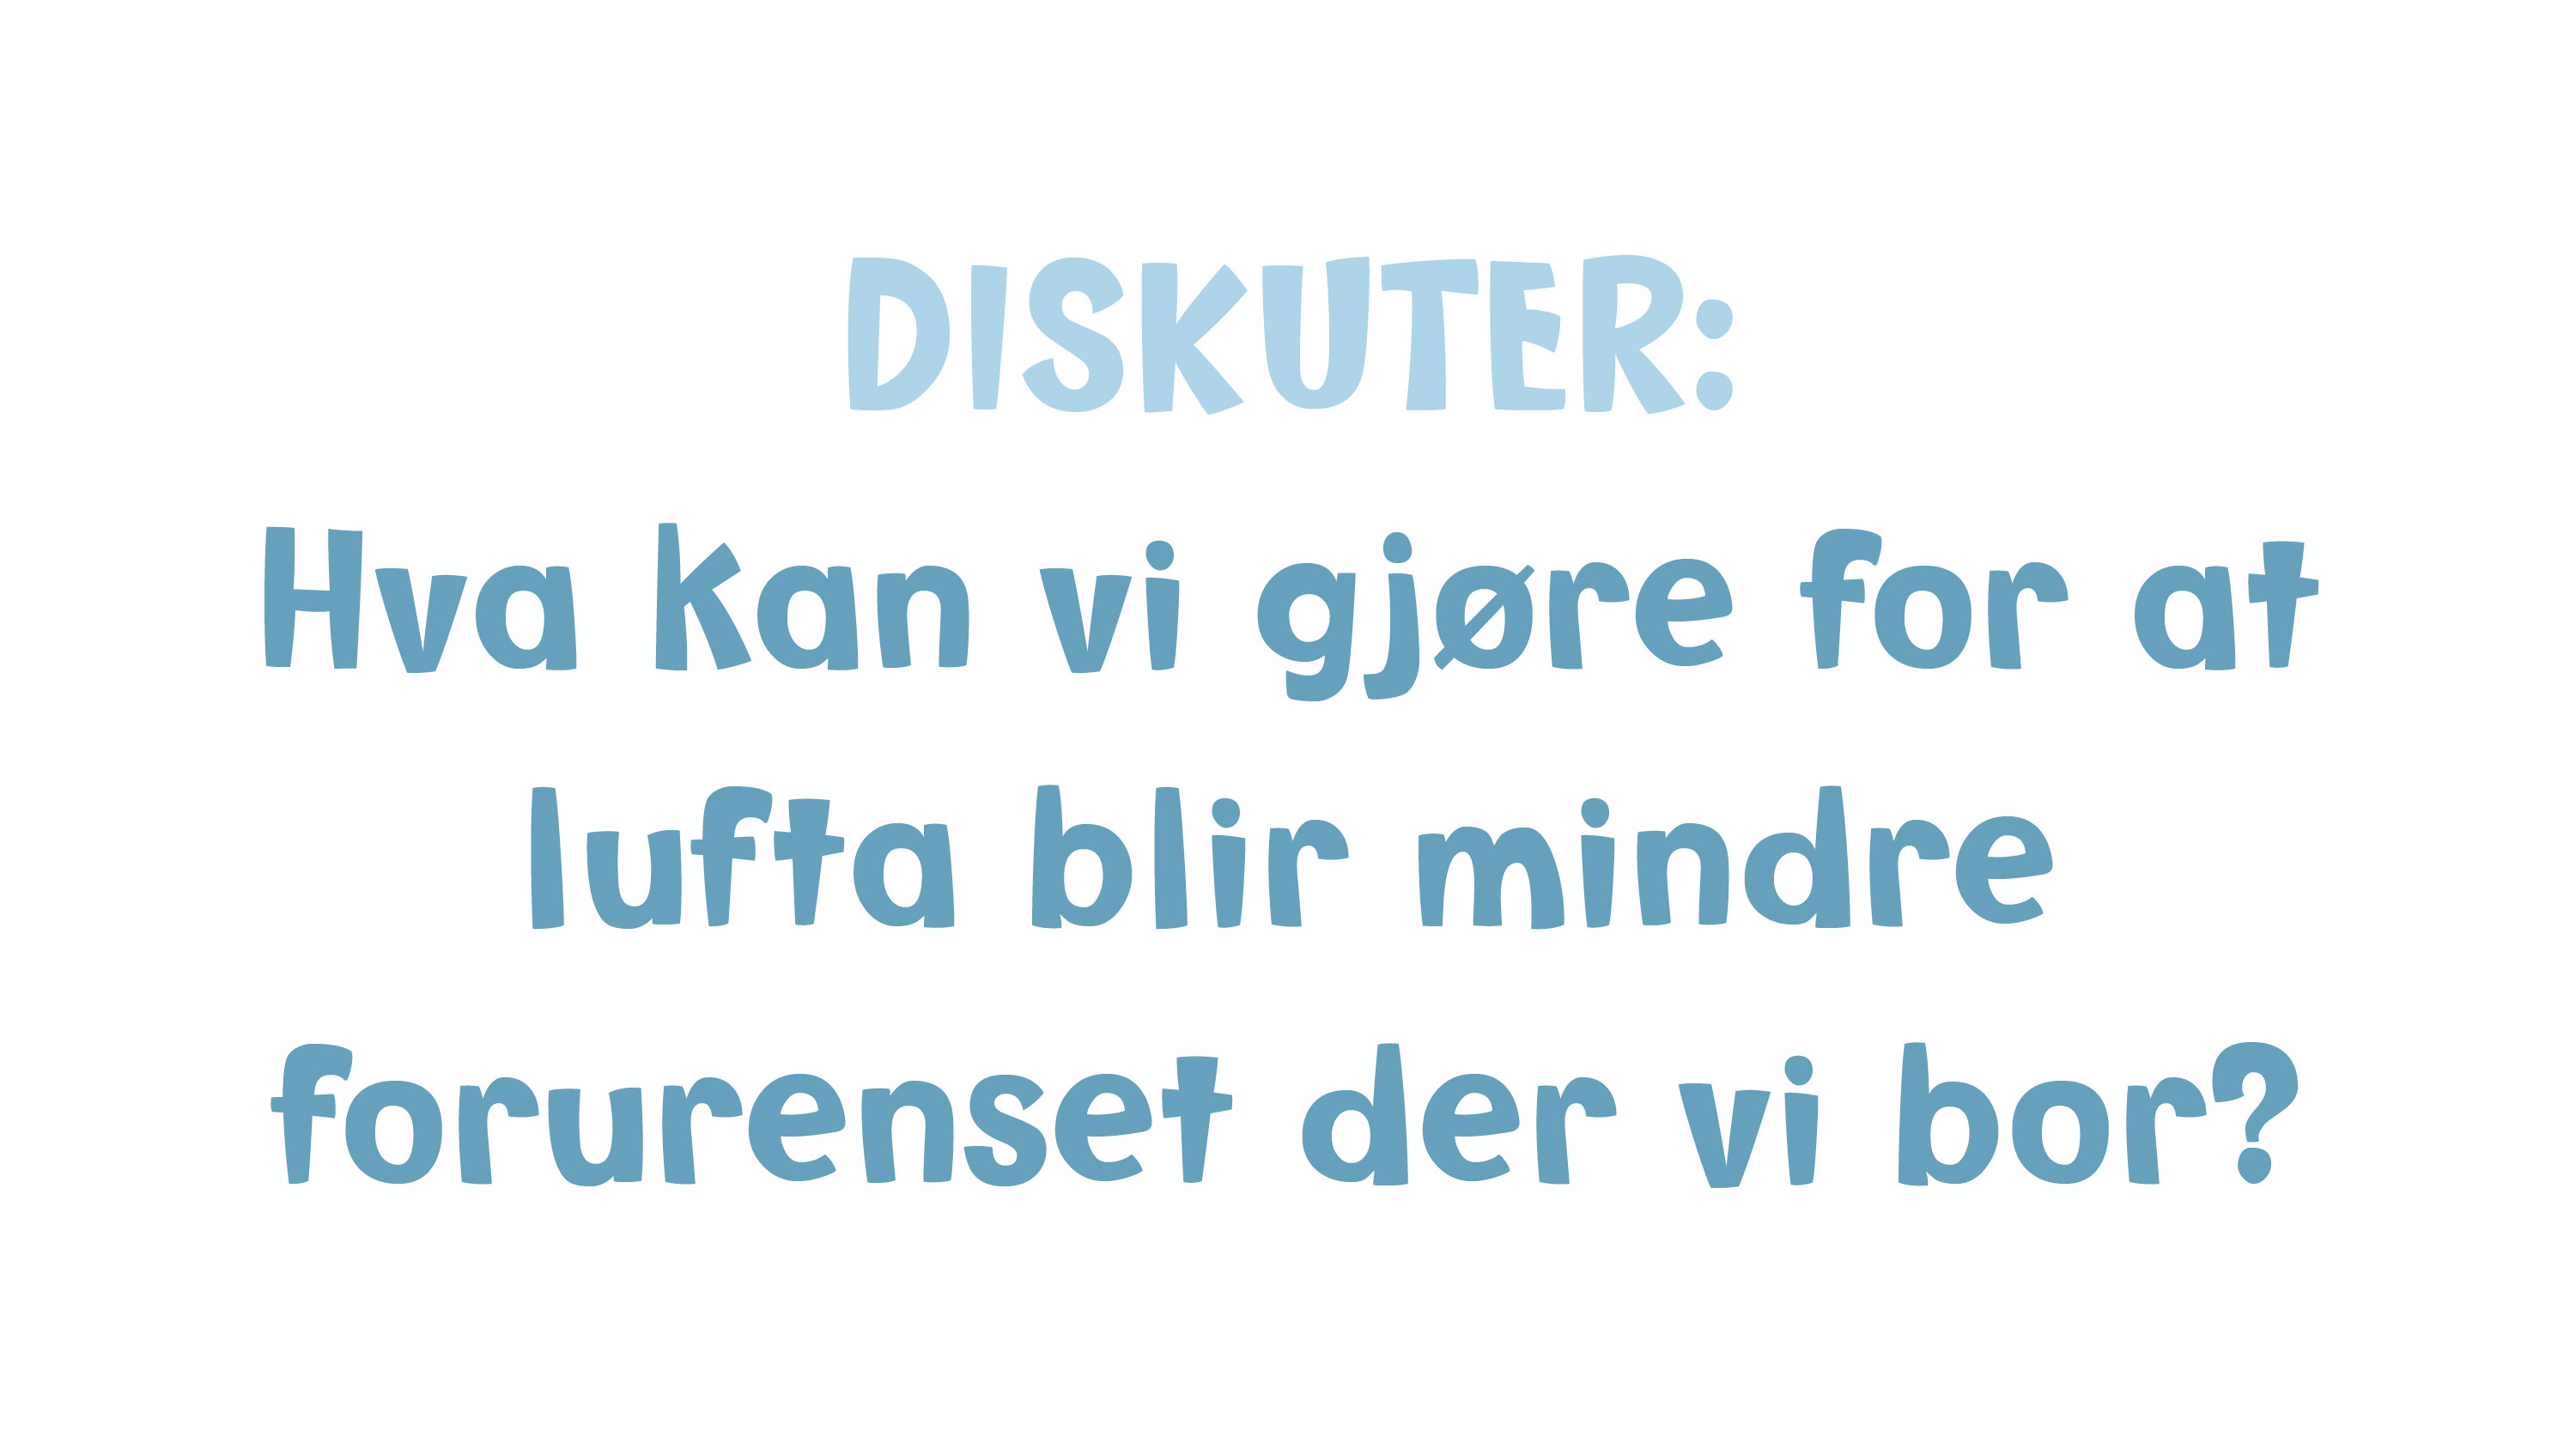 DISKUTER:
Hva kan vi gjøre for at
lufta blir mindre
forurenset der vi bor?